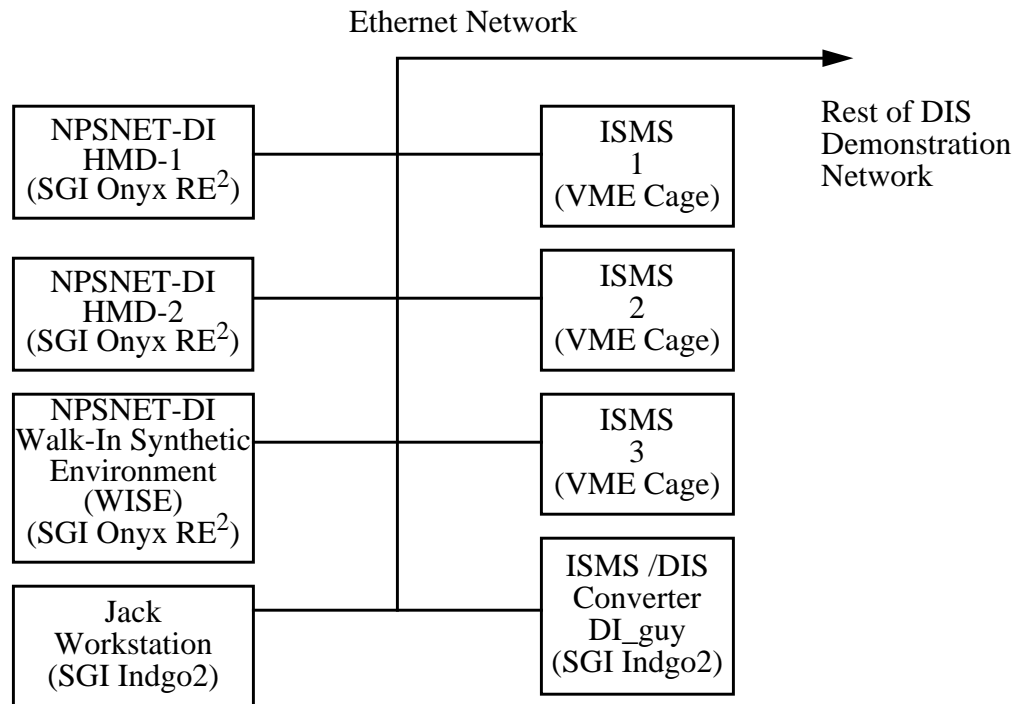 Ethernet Network
Rest of DIS
Demonstration
Network
NPSNET-DI
HMD-1
(SGI Onyx RE²)
ISMS
1
(VME Cage)
NPSNET-DI
HMD-2
(SGI Onyx RE²)
ISMS
2
(VME Cage)
NPSNET-DI
Walk-In Synthetic
Environment
(WISE)
(SGI Onyx RE²)
ISMS
3
(VME Cage)
Jack
Workstation
(SGI Indgo2)
ISMS /DIS
Converter
DI_guy
(SGI Indgo2)